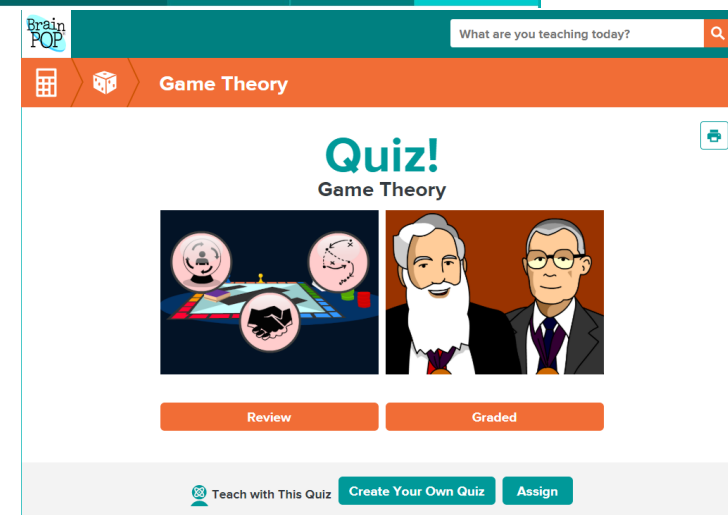 Brain
POP
What are you teaching today?
Game Theory
Quiz!
Game Theory
Review
Graded
Teach with This Quiz
Create Your Own Quiz
Assign